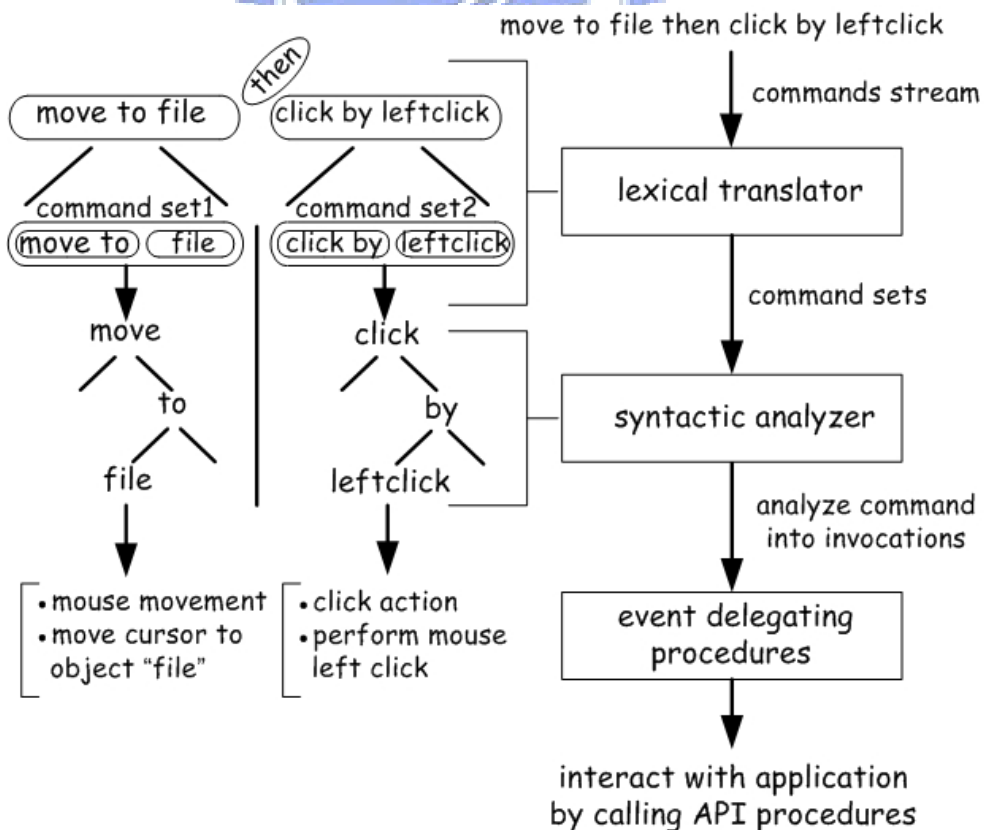 move to file then click by leftclick
commands stream
lexical translator
command sets
syntactic analyzer
analyze command
into invocations
event delegating
procedures
interact with application
by calling API procedures
then
move to file
click by leftclick
command set1
move to
file
command set2
click by
leftclick
move
to
file
click
by
leftclick
•mouse movement
•move cursor to
object “file”
•click action
•perform mouse
left click